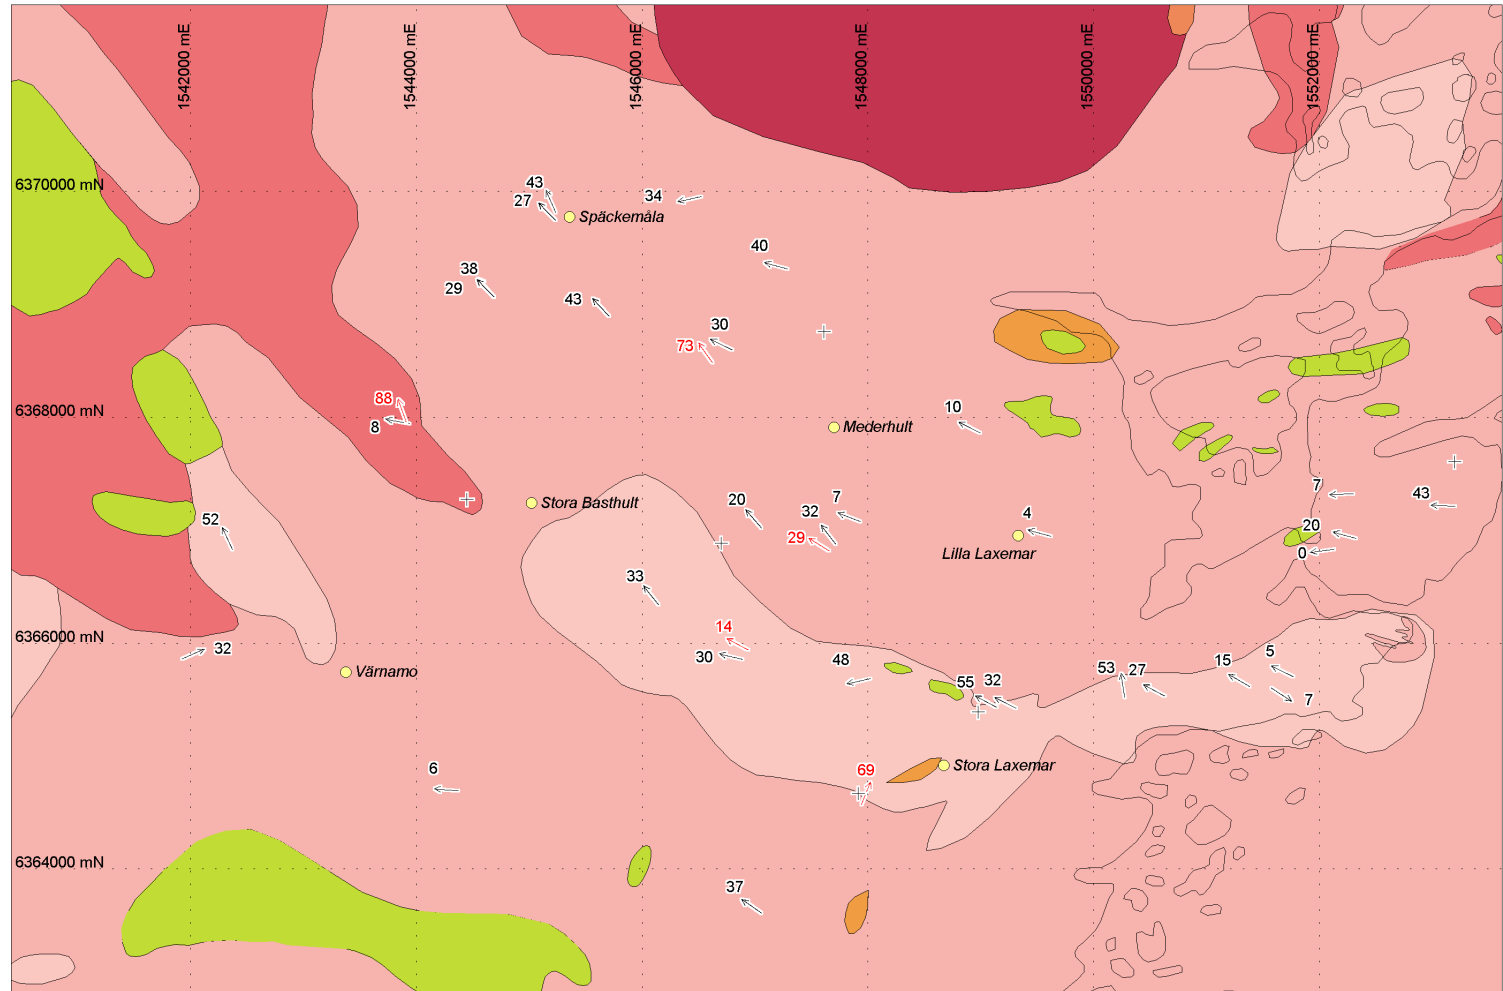 1542000 mE
1544000 mE
1546000 mE
1548000 mE
1550000 mE
1552000 mE
6370000 mN
43
27
34
Späckemåla
40
38
29
43
30
73
6368000 mN
88
8
10
Mederhult
7
43
Stora Basthult
20
7
32
29
4
Lilla Laxemar
20
0
52
33
14
6366000 mN
32
30
48
Värnamo
55
32
53
27
15
5
7
6
69
Stora Laxemar
6364000 mN
37